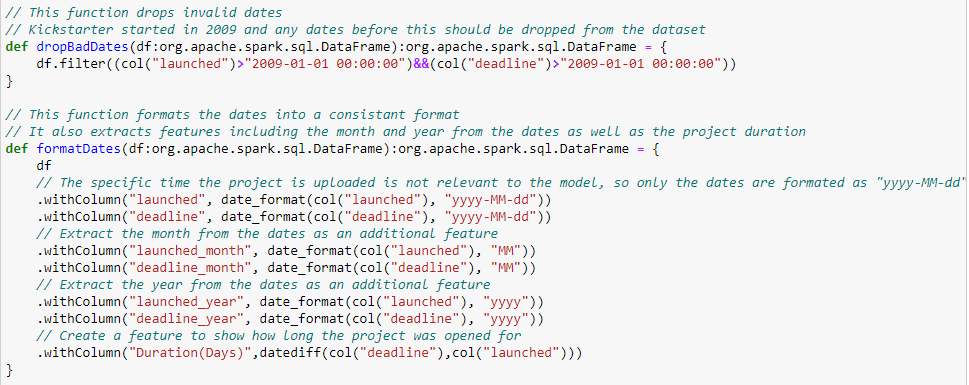 // This function drops invalid dates
// Kickstarter started in 2009 and any dates before this should be dropped from the dataset
def dropBadDates(df:org.apache.spark.sql.DataFrame):org.apache.spark.sql.DataFrame = {
    df.filter((col("launched")>"2009-01-01 00:00:00")&&(col("deadline")>"2009-01-01 00:00:00"))
}

// This function formats the dates into a consistant format
// It also extracts features including the month and year from the dates as well as the project duration
def formatDates(df:org.apache.spark.sql.DataFrame):org.apache.spark.sql.DataFrame = {
    df
    // The specific time the project is uploaded is not relevant to the model, so only the dates are formated as "yyyy-MM-dd"
    .withColumn("launched", date_format(col("launched"), "yyyy-MM-dd"))
    .withColumn("deadline", date_format(col("deadline"), "yyyy-MM-dd"))
    // Extract the month from the dates as an additional feature
    .withColumn("launched_month", date_format(col("launched"), "MM"))
    .withColumn("deadline_month", date_format(col("deadline"), "MM"))
    // Extract the year from the dates as an additional feature
    .withColumn("launched_year", date_format(col("launched"), "yyyy"))
    .withColumn("deadline_year", date_format(col("deadline"), "yyyy"))
    // Create a feature to show how long the project was opened for
    .withColumn("Duration(Days)",datediff(col("deadline"),col("launched")))
}